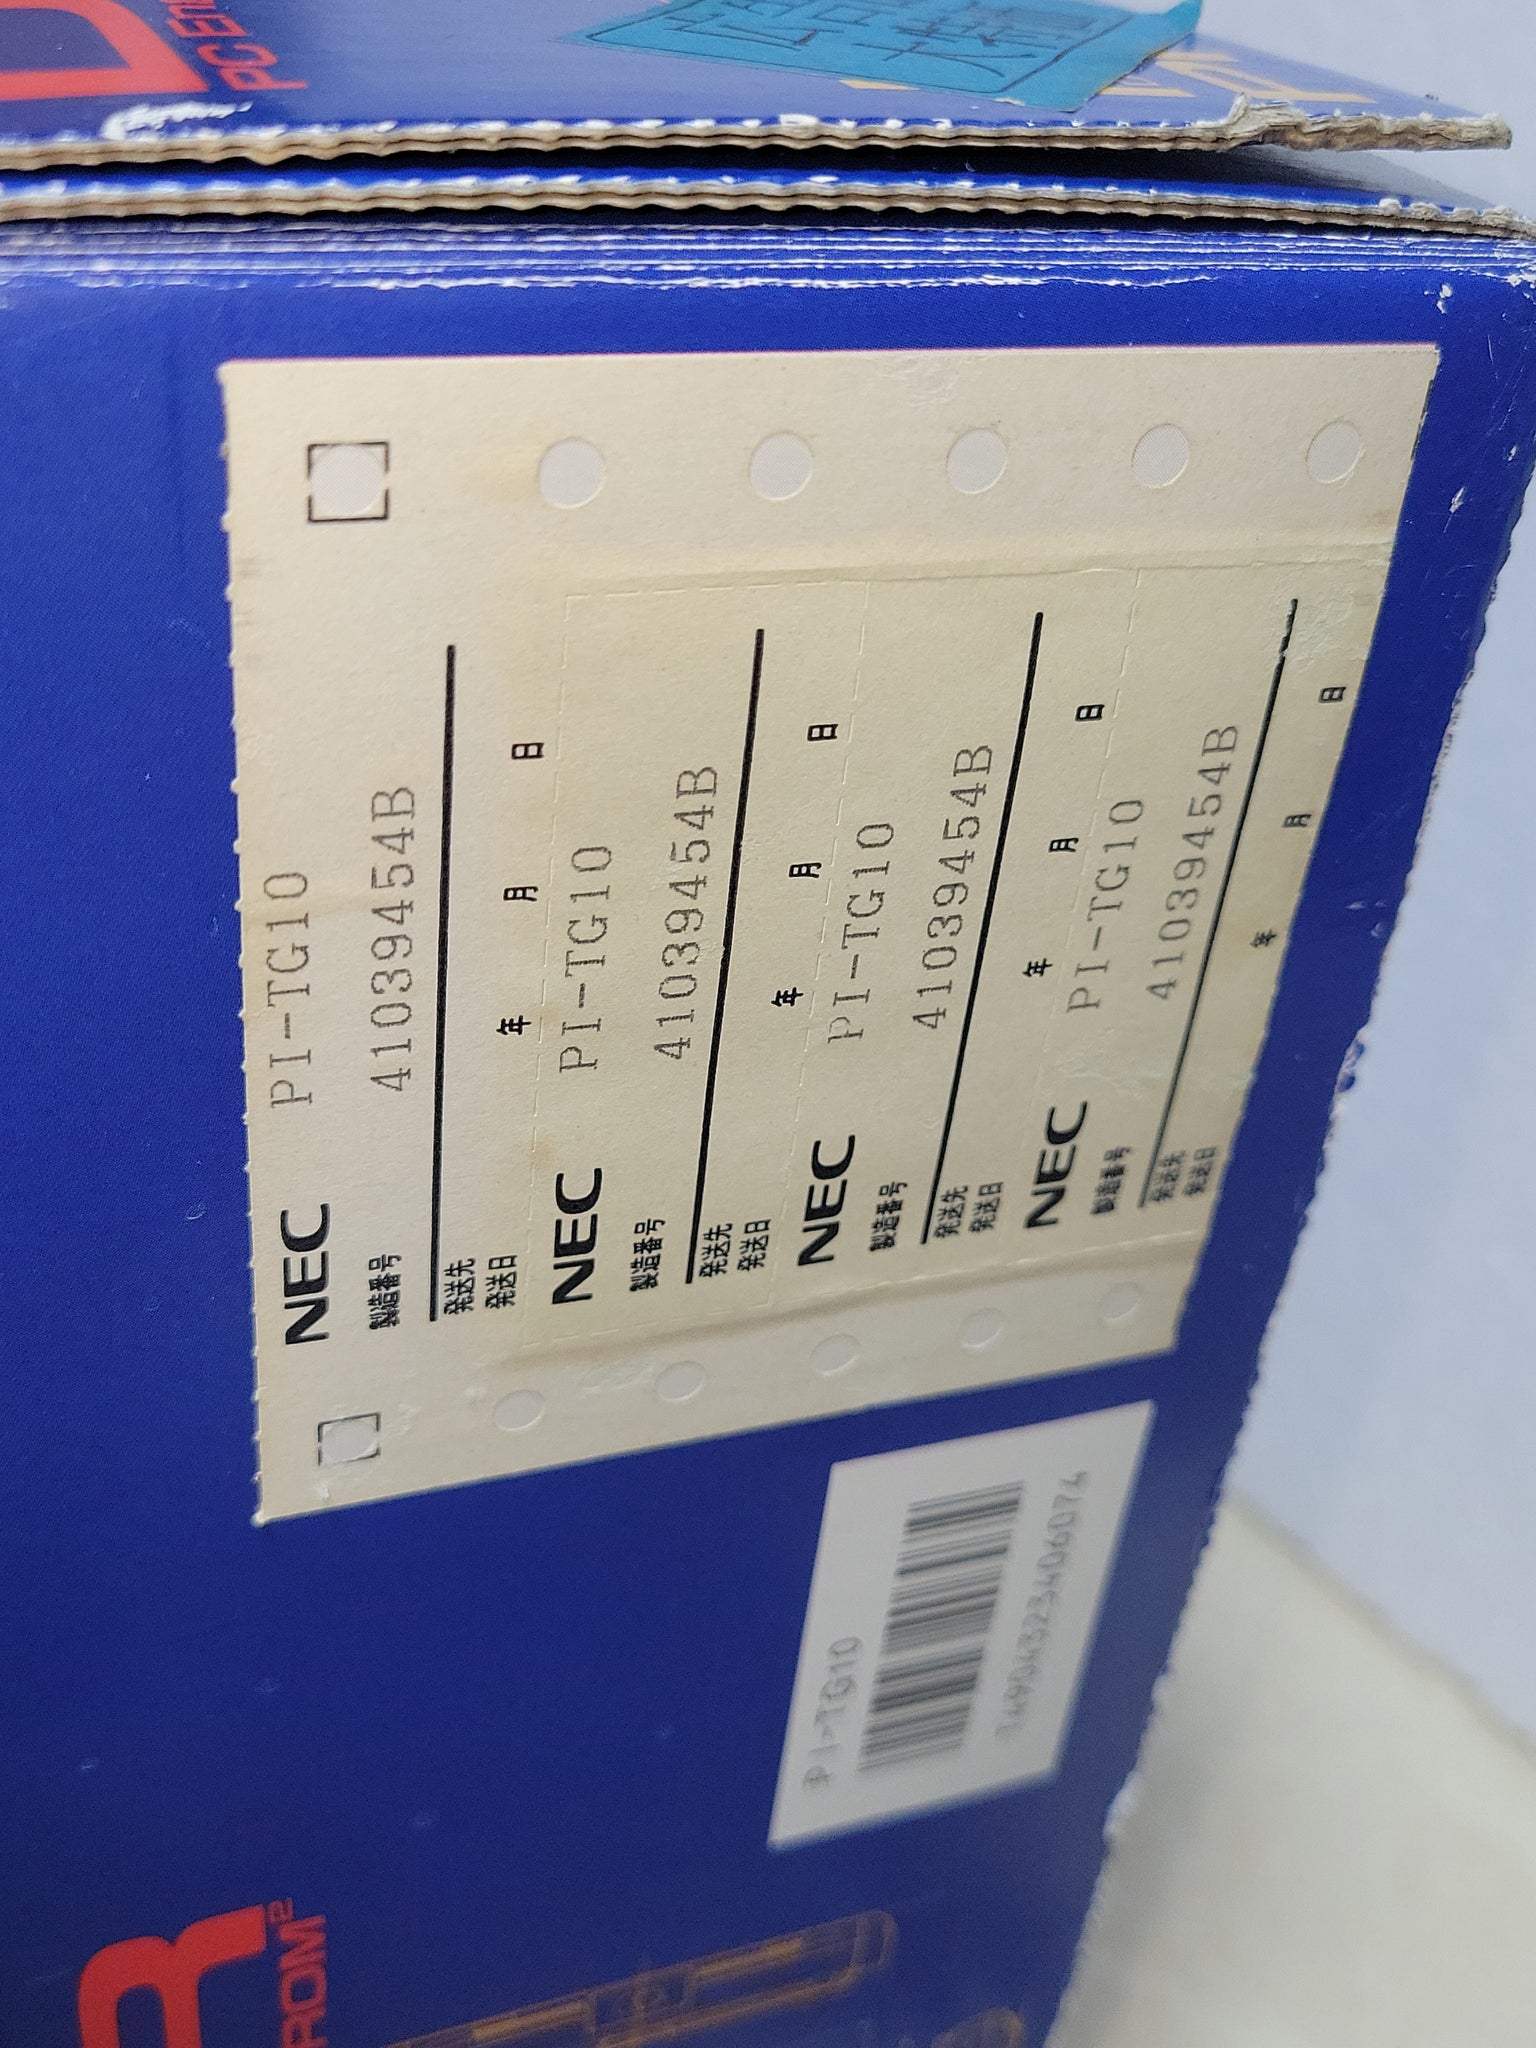 PC Engine
NEC PI-TG10
製造番号 41039454B
発送先
発送日 年 月 日
NEC PI-TG10
製造番号 41039454B
発送先
発送日 年 月 日
NEC PI-TG10
製造番号 41039454B
発送先
発送日 年 月 日
NEC PI-TG10
製造番号 41039454B
発送先
発送日 年 月 日
PI-TG10
R
ROM²